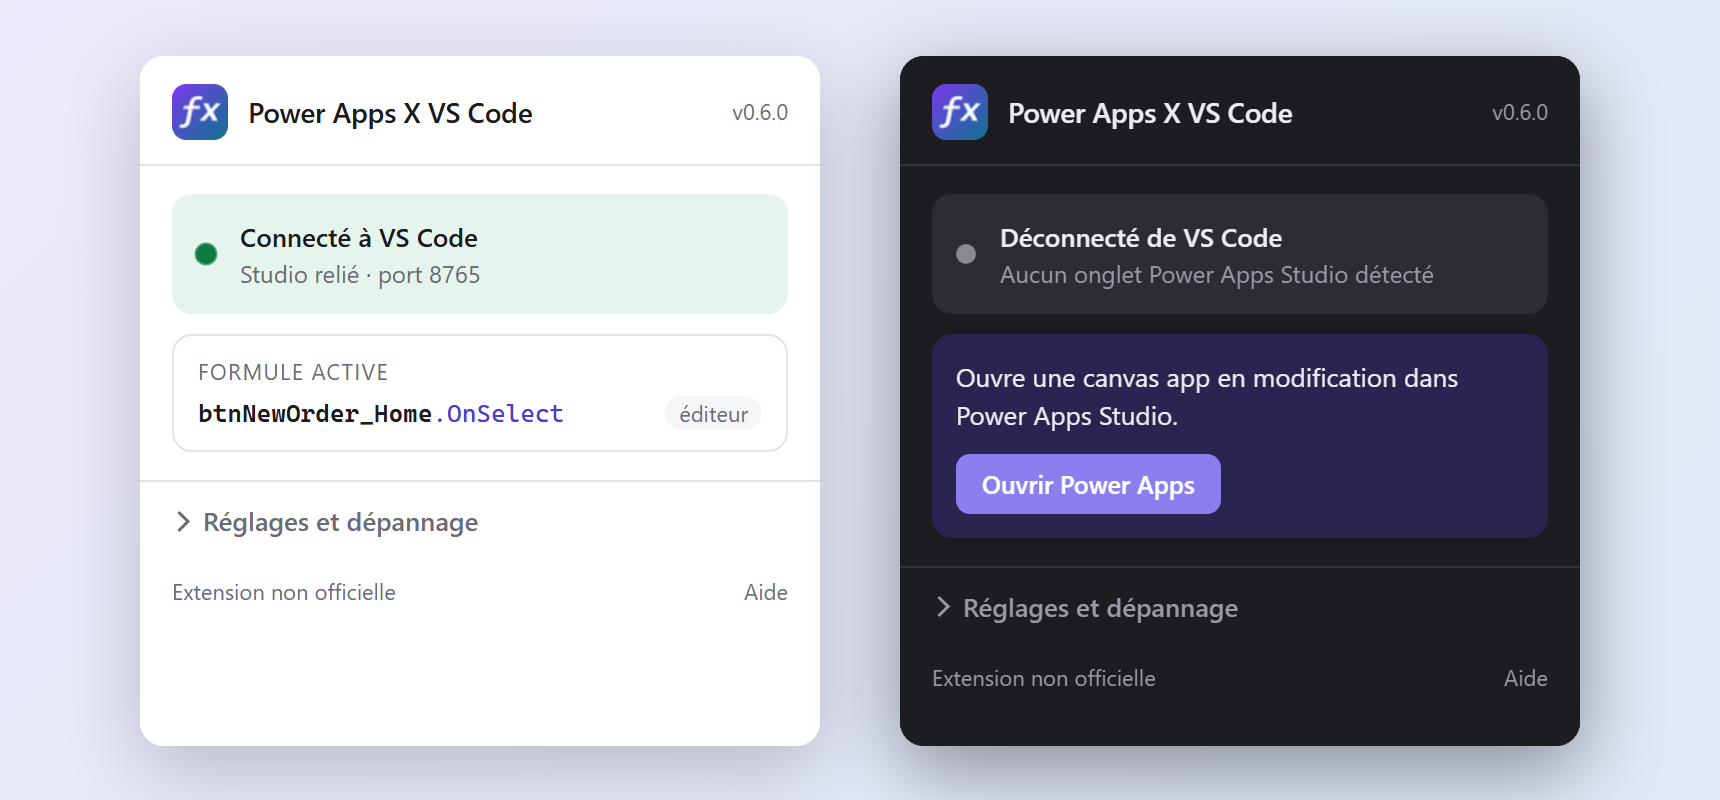 fx Power Apps X VS Code v0.6.0
Connecté à VS Code
Studio relié · port 8765
FORMULE ACTIVE
btnNewOrder_Home.OnSelect éditeur
Réglages et dépannage
Extension non officielle Aide
fx Power Apps X VS Code v0.6.0
Déconnecté de VS Code
Aucun onglet Power Apps Studio détecté
Ouvre une canvas app en modification dans
Power Apps Studio.
Ouvrir Power Apps
Réglages et dépannage
Extension non officielle Aide